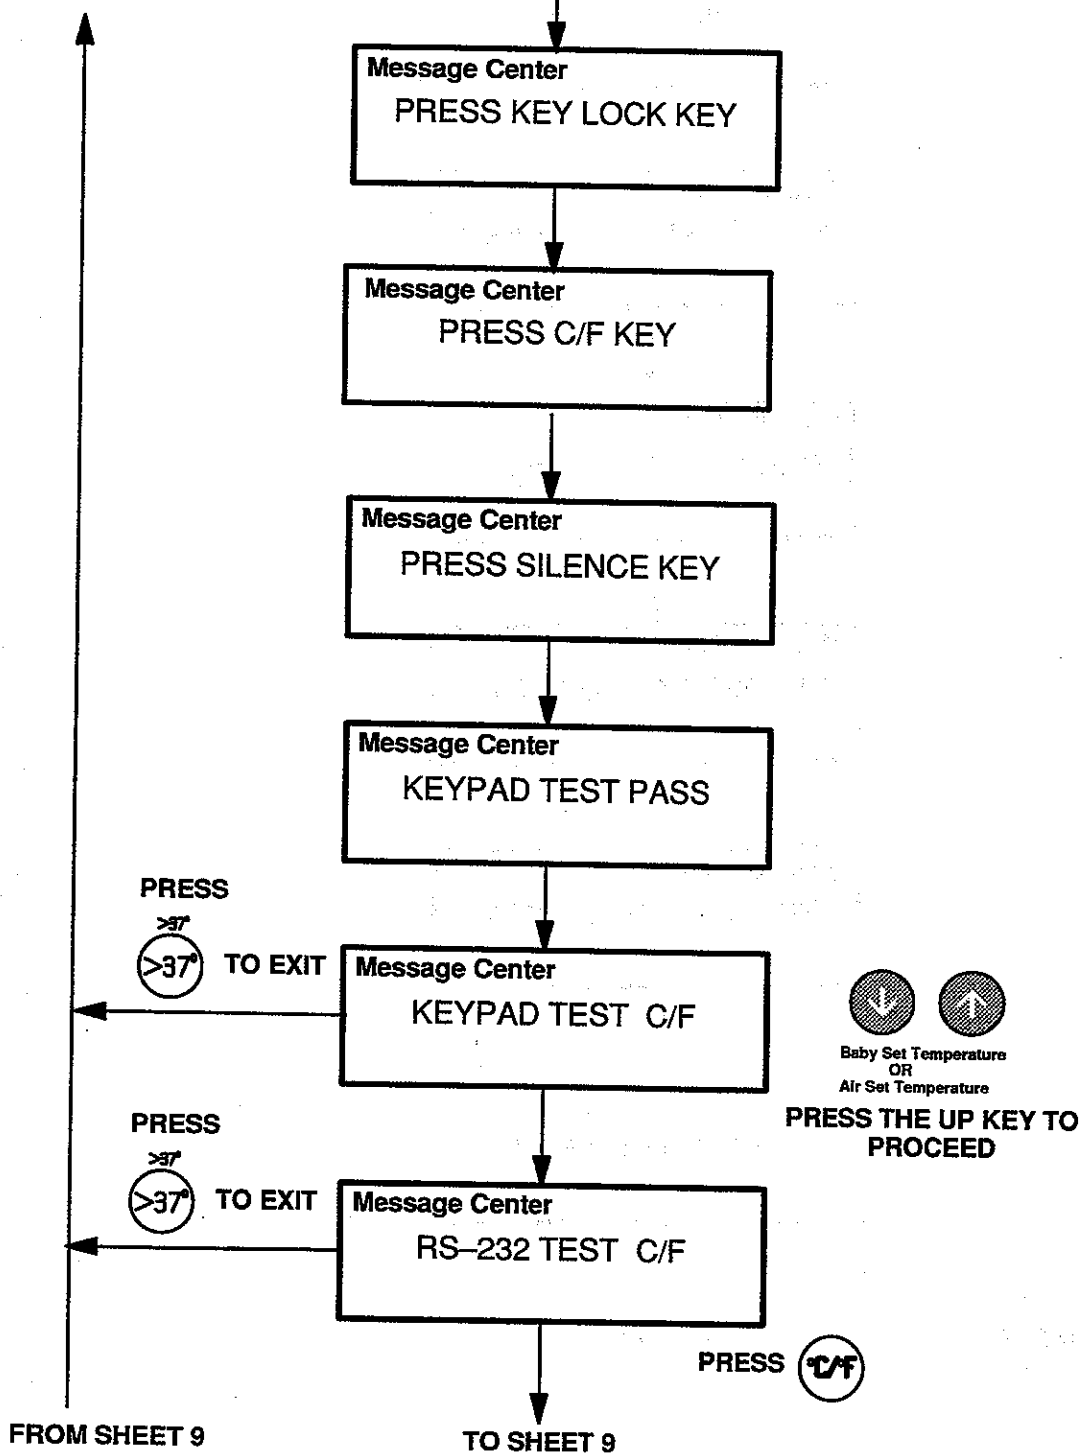 Message Center
PRESS KEY LOCK KEY
Message Center
PRESS C/F KEY
Message Center
PRESS SILENCE KEY
Message Center
KEYPAD TEST PASS
PRESS
>37°
>37° TO EXIT
Message Center
KEYPAD TEST C/F
Baby Set Temperature
OR
Air Set Temperature
PRESS THE UP KEY TO
PROCEED
PRESS
>37°
>37° TO EXIT
Message Center
RS–232 TEST C/F
PRESS °C/°F
FROM SHEET 9
TO SHEET 9